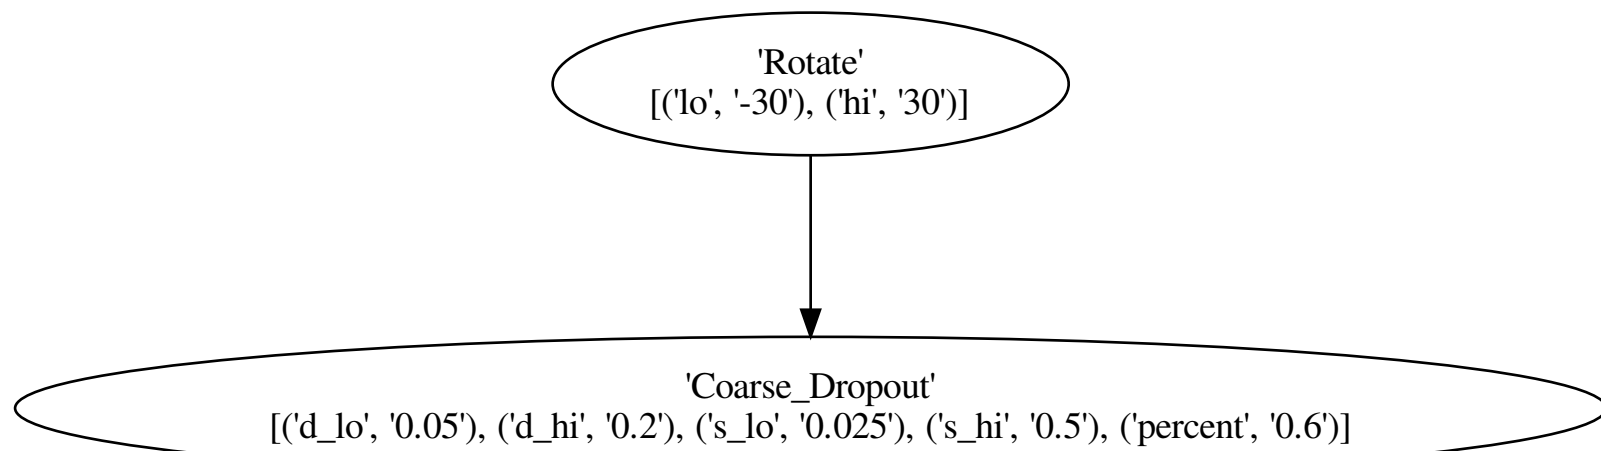 'Rotate'
[('lo', '-30'), ('hi', '30')]
'Coarse_Dropout'
[('d_lo', '0.05'), ('d_hi', '0.2'), ('s_lo', '0.025'), ('s_hi', '0.5'), ('percent', '0.6')]